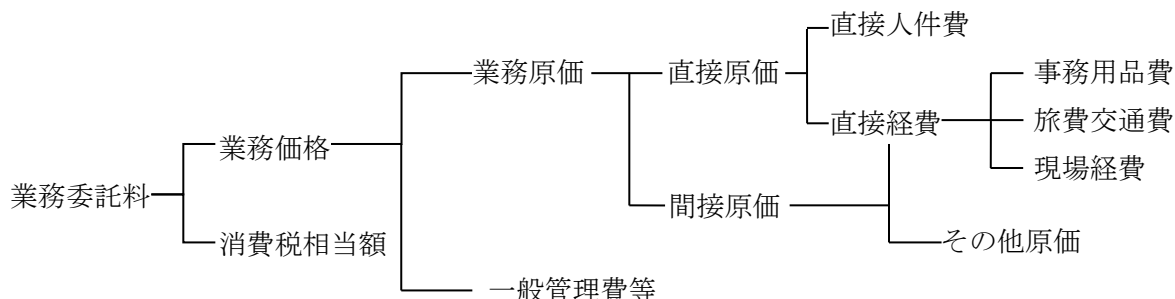 業務委託料
業務価格
消費税相当額
業務原価
一般管理費等
直接原価
間接原価
直接人件費
直接経費
その他原価
事務用品費
旅費交通費
現場経費